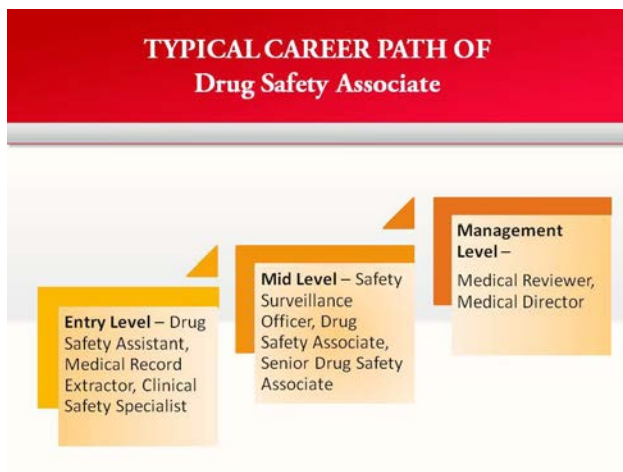 TYPICAL CAREER PATH OF
Drug Safety Associate
Entry Level – Drug
Safety Assistant,
Medical Record
Extractor, Clinical
Safety Specialist
Mid Level – Safety
Surveillance
Officer, Drug
Safety Associate,
Senior Drug Safety
Associate
Management
Level –
Medical Reviewer,
Medical Director